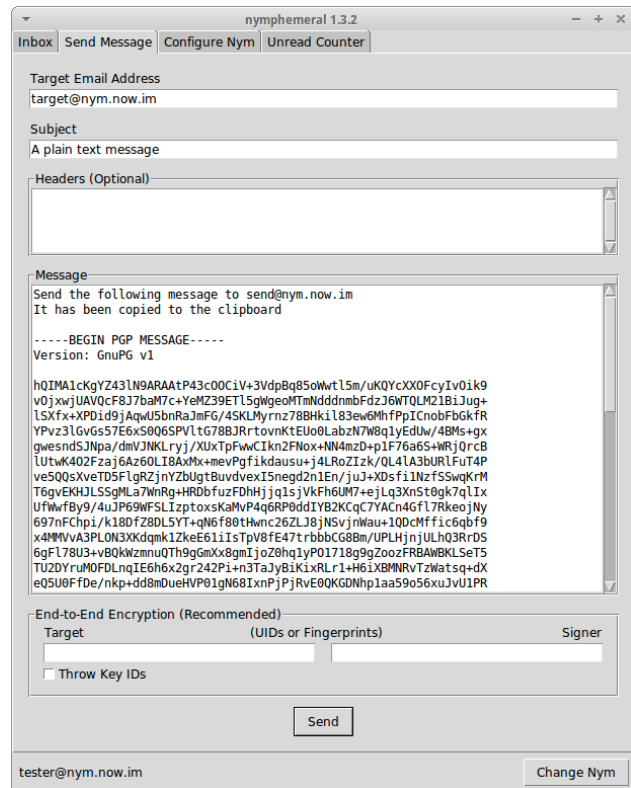 nymphemeral 1.3.2
Inbox Send Message Configure Nym Unread Counter
Target Email Address
target@nym.now.im
Subject
A plain text message
Headers (Optional)
Message
Send the following message to send@nym.now.im
It has been copied to the clipboard
-----BEGIN PGP MESSAGE-----
Version: GnuPG v1
hQIMA1cKgYZ43lN9ARAAtP43cOOCiV+3VdpBq85oWwtl5m/uKQYcXXOFcyIvOik9
vOjxwjUAVQcF8J7baM7c+YeMZ39ETl5gWgeoMTmNdddnmbFdzJ6WTQLM21BiJug+
lSXfx+XPDid9jAqwU5bnRaJmFG/4SKLMyrnz78BHkil83ew6MhfPpICnobFbGkfR
YPvz3lGvGs57E6xS0Q6SPVltG78BJRrtovnKtEUo0LabzN7W8q1yEdUw/4BMs+gx
gwesndSJNpa/dmVJNKLryj/XUxTpFwwCIkn2FNox+NN4mzD+p1F76a6S+WRjQrcB
lUtwK4O2Fzaj6Az6OLI8AxMx+mevPgfikdausu+j4LRoZIzk/QL4lA3bURlFuT4P
ve5QQsXveTD5FlgRZjnYZbUgtBuvdvexI5negd2n1En/juJ+XDsfi1NzfSSwqKrM
T6gvEKHJLSSgMLa7WnRg+HRDbfuzFDhHjjq1sjVkFh6UM7+ejLq3XnSt0gk7qlIx
UfWwfBy9/4uJP69WFSLIzptoxsKaMvP4q6RP0ddIYB2KCqC7YACn4Gfl7RkeojNy
697nFChpi/k18DfZ8DL5YT+qN6f80tHwnc26ZLJ8jNSvjnWau+1QDcMffic6qbf9
x4MMVvA3PLON3XKdqmk1ZkeE61iIsTpV8fE47trbbbCG8Bm/UPLHjnjULhQ3RrDS
6gFl78U3+vBQkWzmnuQTh9gGmXx8gmIjoZ0hq1yPO1718g9gZoozFRBAWBKLSeT5
TU2DYruMOFDLnqIE6h6x2gr242Pi+n3TaJyBiKixRLr1+H6iXBMNRvTzWatsq+dX
eQ5U0FfDe/nkp+dd8mDueHVP01gN68IxnPjPjRvE0QKGDNhp1aa59o56xuJvU1PR
End-to-End Encryption (Recommended)
Target (UIDs or Fingerprints) Signer
Throw Key IDs
Send
tester@nym.now.im Change Nym